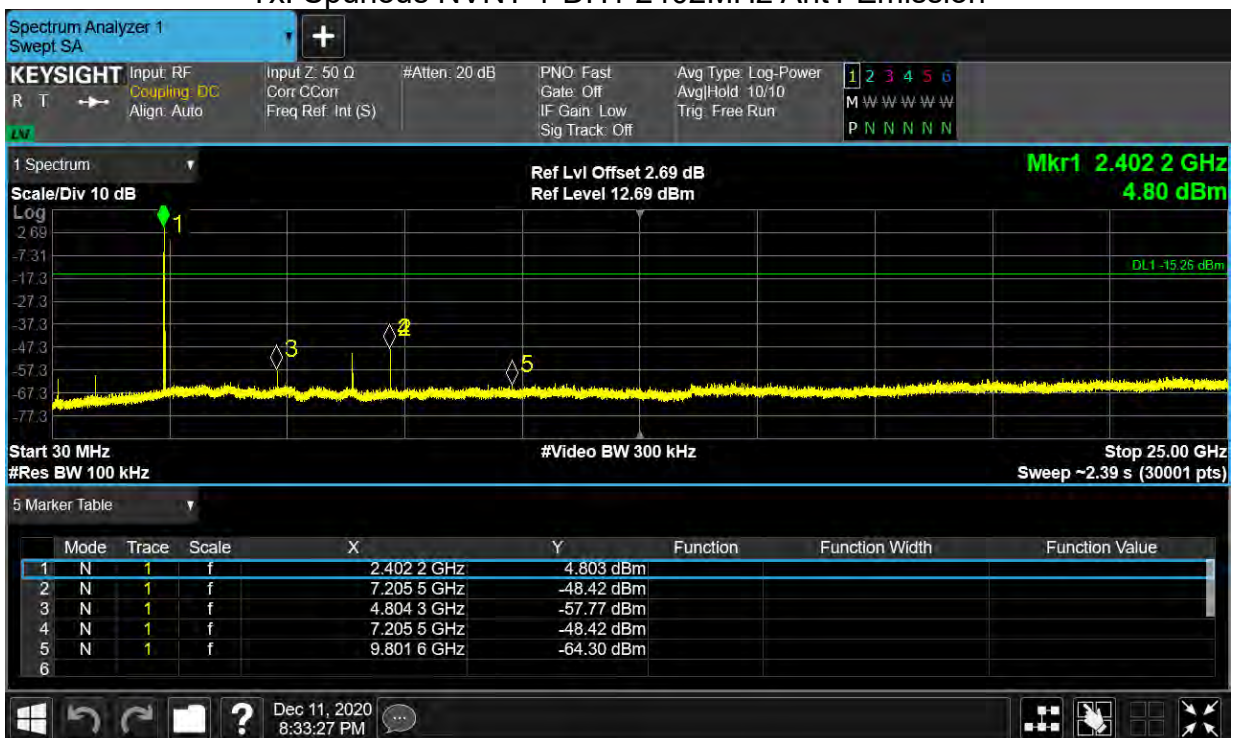 Tx. Spurious NVNT 1-DH1 2402MHz Ant1 Emission
Spectrum Analyzer 1
Swept SA
+
KEYSIGHT Input: RF Input Z: 50 Ω #Atten: 20 dB PNO: Fast Avg Type: Log-Power 1 2 3 4 5 6
R T Coupling: DC Corr CCorr Gate: Off Avg|Hold: 10/10 M W W W W W
Align: Auto Freq Ref: Int (S) IF Gain: Low Trig: Free Run
LXI Sig Track: Off P N N N N N
1 Spectrum Ref Lvl Offset 2.69 dB Mkr1 2.402 2 GHz
Scale/Div 10 dB Ref Level 12.69 dBm 4.80 dBm
Log
1
2.69
-7.31
DL1 -15.26 dBm
-17.3
-27.3
-37.3
-47.3
3
-57.3
5
-67.3
-77.3
Start 30 MHz #Video BW 300 kHz Stop 25.00 GHz
#Res BW 100 kHz Sweep ~2.39 s (30001 pts)
5 Marker Table
Mode Trace Scale X Y Function Function Width Function Value
1 N 1 f 2.402 2 GHz 4.803 dBm
2 N 1 f 7.205 5 GHz -48.42 dBm
3 N 1 f 4.804 3 GHz -57.77 dBm
4 N 1 f 7.205 5 GHz -48.42 dBm
5 N 1 f 9.801 6 GHz -64.30 dBm
6
? Dec 11, 2020
8:33:27 PM